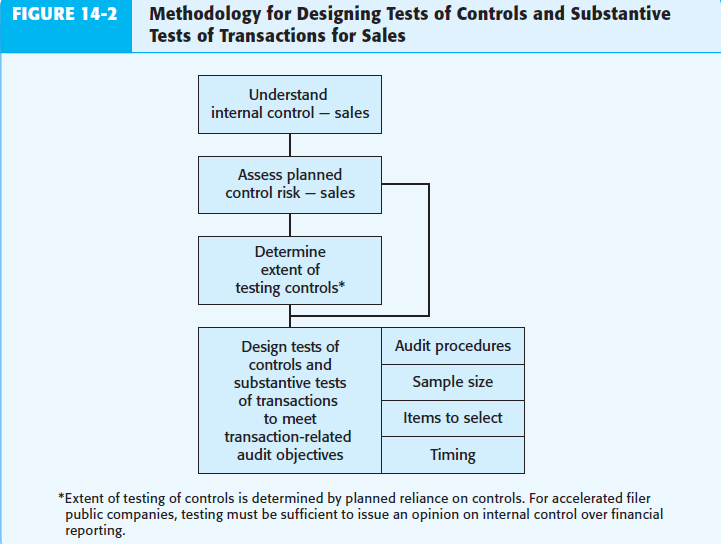 FIGURE 14-2
Methodology for Designing Tests of Controls and Substantive
Tests of Transactions for Sales
Understand
internal control – sales
Assess planned
control risk – sales
Determine
extent of
testing controls*
Design tests of
controls and
substantive tests
of transactions
to meet
transaction-related
audit objectives
Audit procedures
Sample size
Items to select
Timing
*Extent of testing of controls is determined by planned reliance on controls. For accelerated filer
public companies, testing must be sufficient to issue an opinion on internal control over financial
reporting.